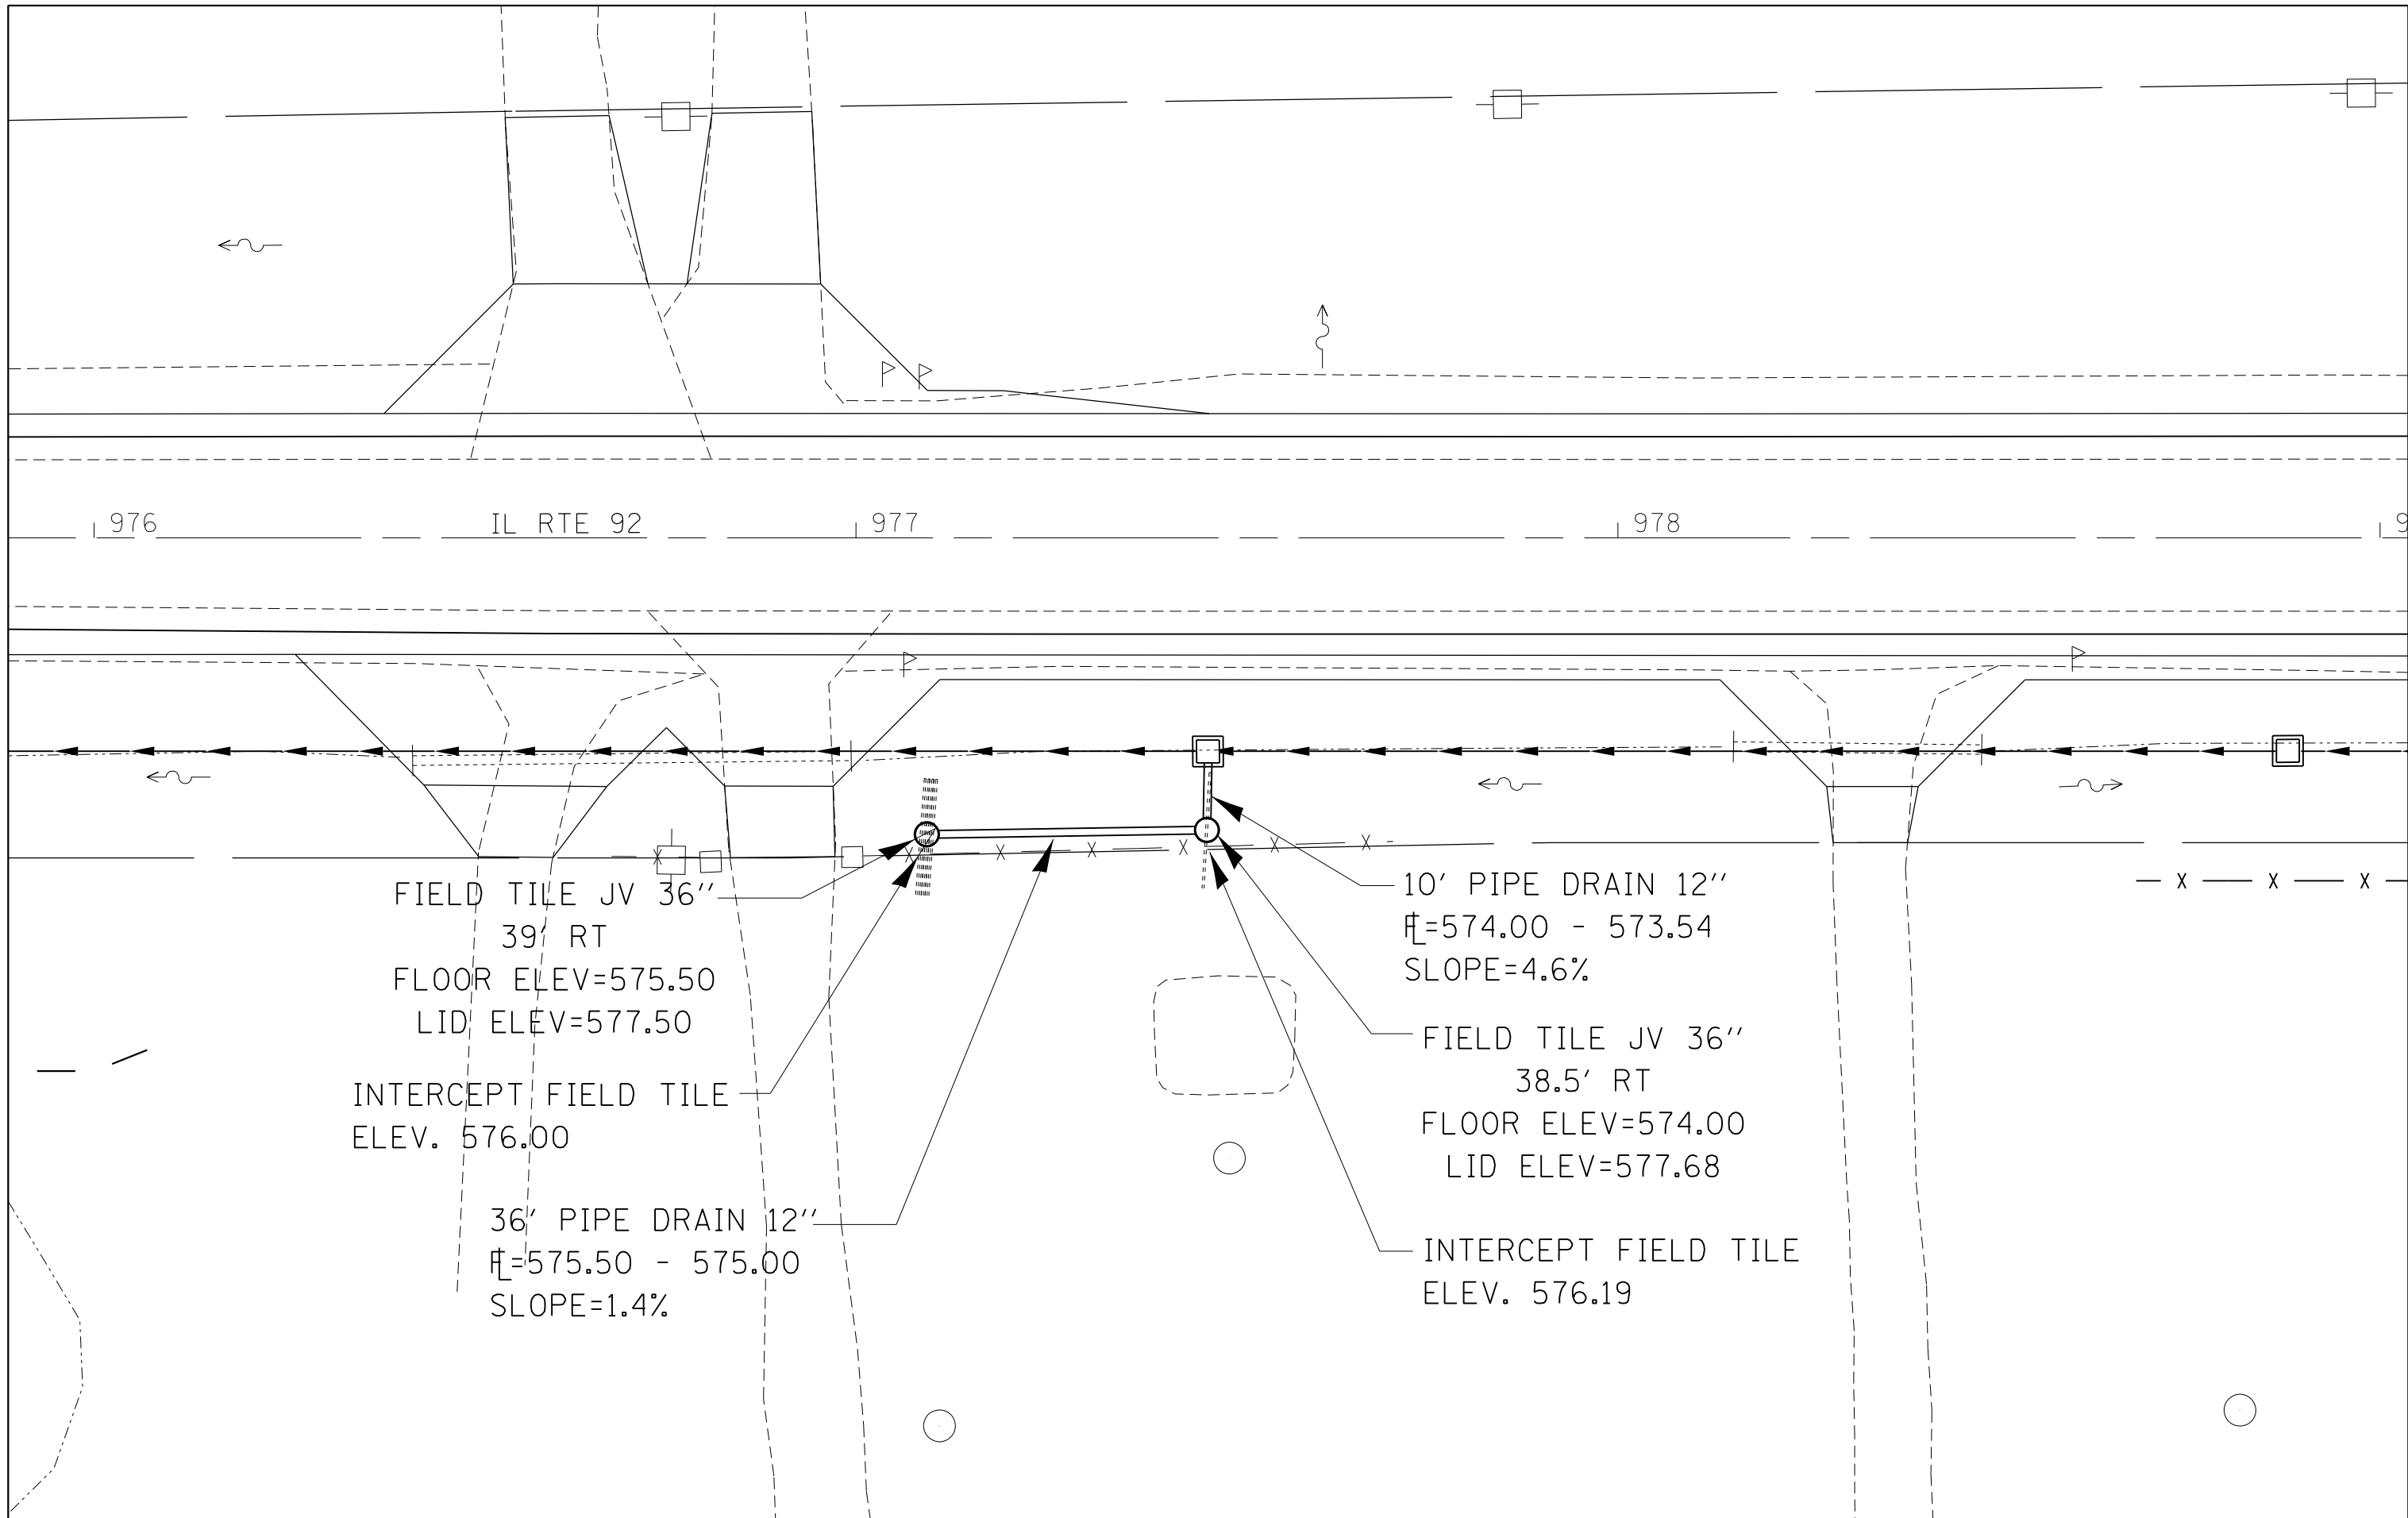 976
IL RTE 92
977
978
9
FIELD TILE JV 36''
39' RT
FLOOR ELEV=575.50
LID ELEV=577.50
INTERCEPT FIELD TILE
ELEV. 576.00
36' PIPE DRAIN 12''
FL=575.50 - 575.00
SLOPE=1.4%
10' PIPE DRAIN 12''
FL=574.00 - 573.54
SLOPE=4.6%
FIELD TILE JV 36''
38.5' RT
FLOOR ELEV=574.00
LID ELEV=577.68
INTERCEPT FIELD TILE
ELEV. 576.19